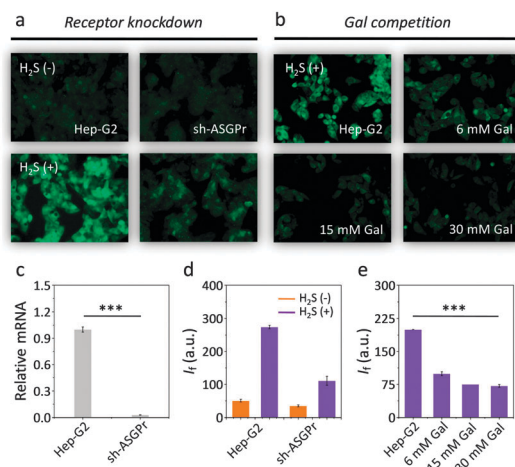 a Receptor knockdown
H₂S (-)
Hep-G2
sh-ASGPr
H₂S (+)
b Gal competition
H₂S (+)
Hep-G2
6 mM Gal
15 mM Gal
30 mM Gal
c
Relative mRNA
1.5
1.2
0.9
0.6
0.3
0.0
***
Hep-G2
sh-ASGPr
d
If (a.u.)
400
300
200
100
0
H₂S (-)
H₂S (+)
Hep-G2
sh-ASGPr
e
If (a.u.)
300
225
150
75
0
***
Hep-G2
6 mM Gal
15 mM Gal
30 mM Gal